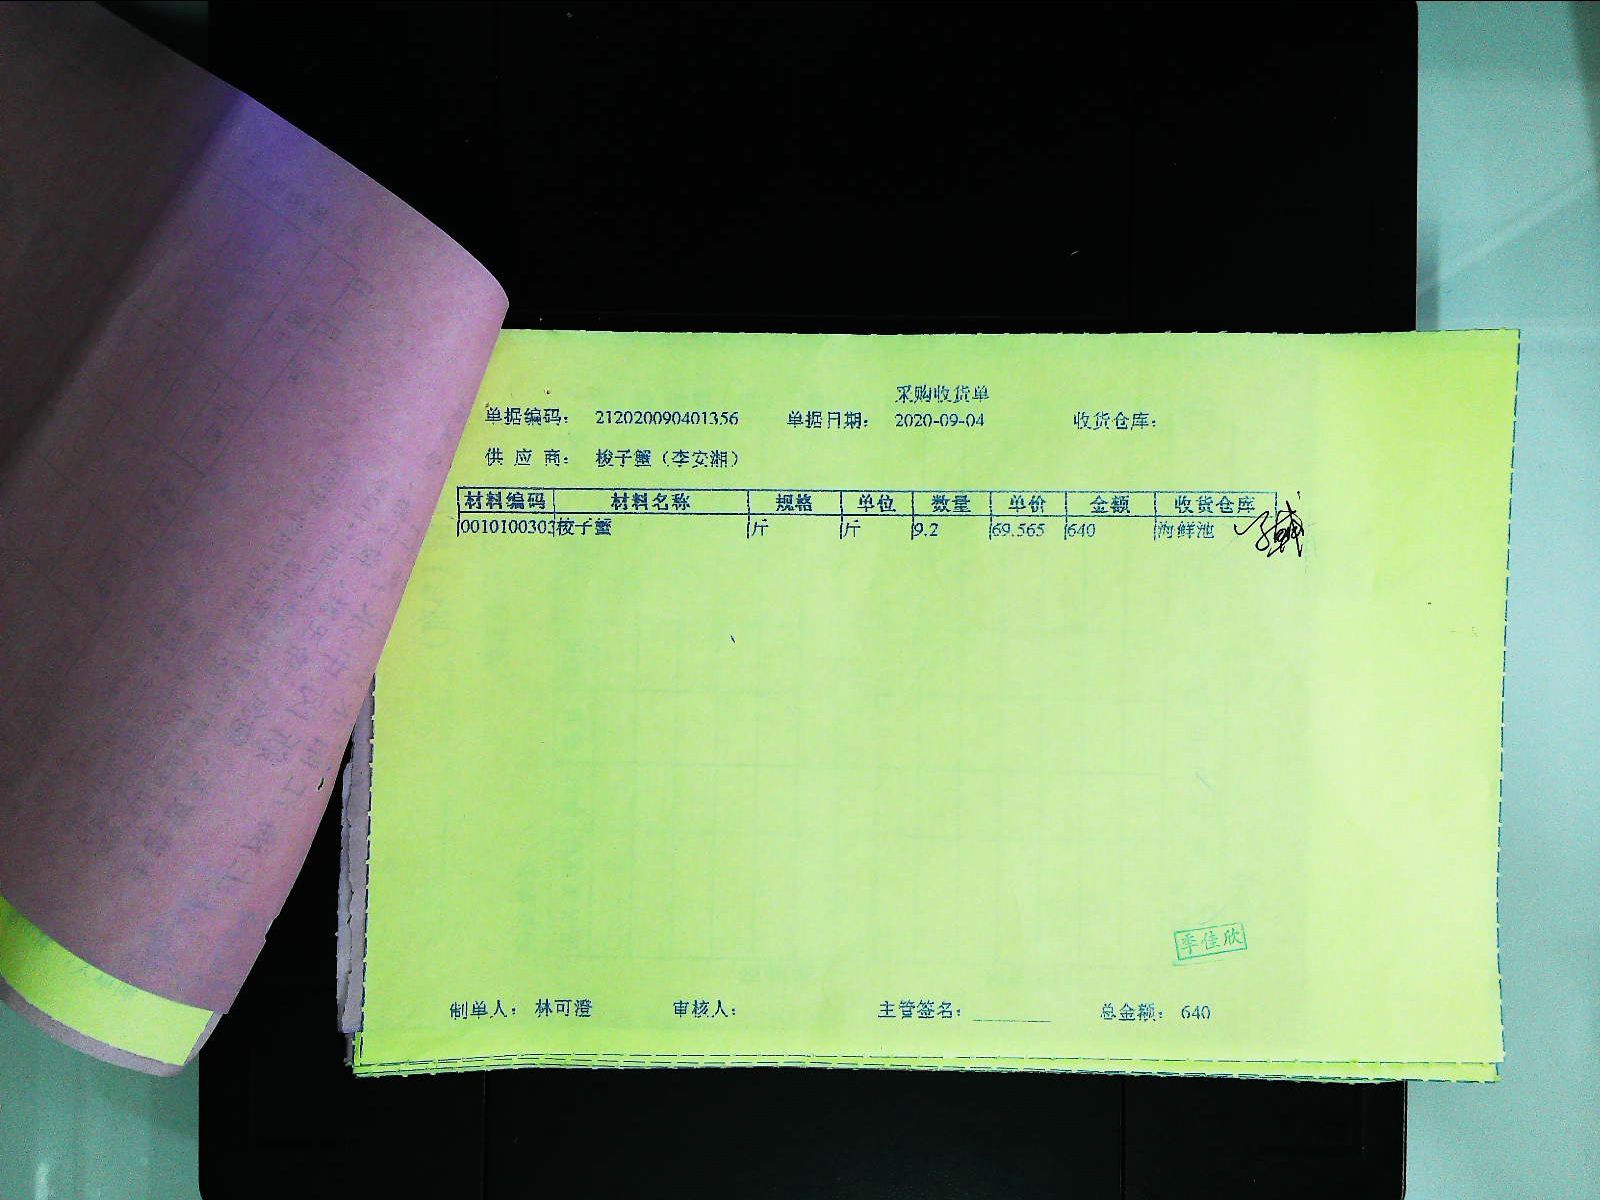 采购收货单
单据编码： 212020090401356 单据日期： 2020-09-04 收货仓库：
供 应 商： 梭子蟹（李安湘）
材料编码 材料名称 规格 单位 数量 单价 金额 收货仓库
0010100303 梭子蟹 斤 斤 9.2 69.565 640 海鲜池
季佳欣
制单人： 林可澄 审核人： 主管签名： 总金额： 640